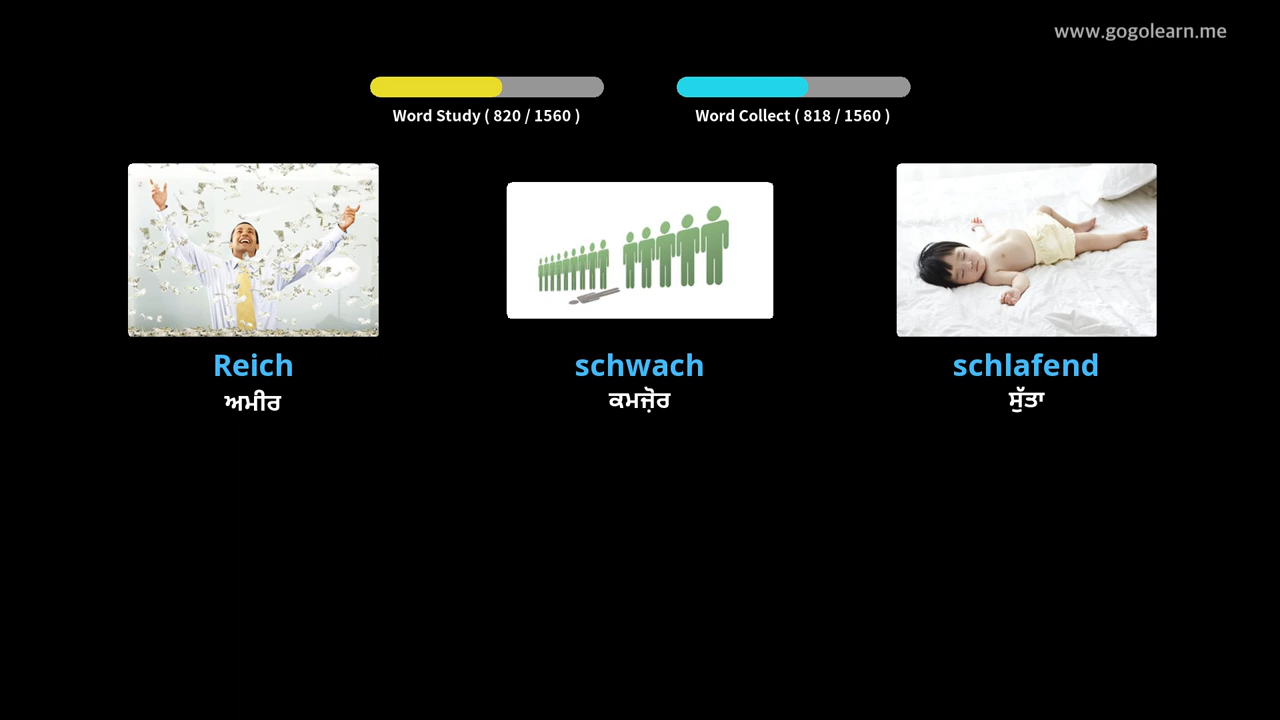 www.gogolearn.me
Word Study ( 820 / 1560 )
Word Collect ( 818 / 1560 )
Reich
ਅਮੀਰ
schwach
ਕਮਜ਼ੋਰ
schlafend
ਸੁੱਤਾ